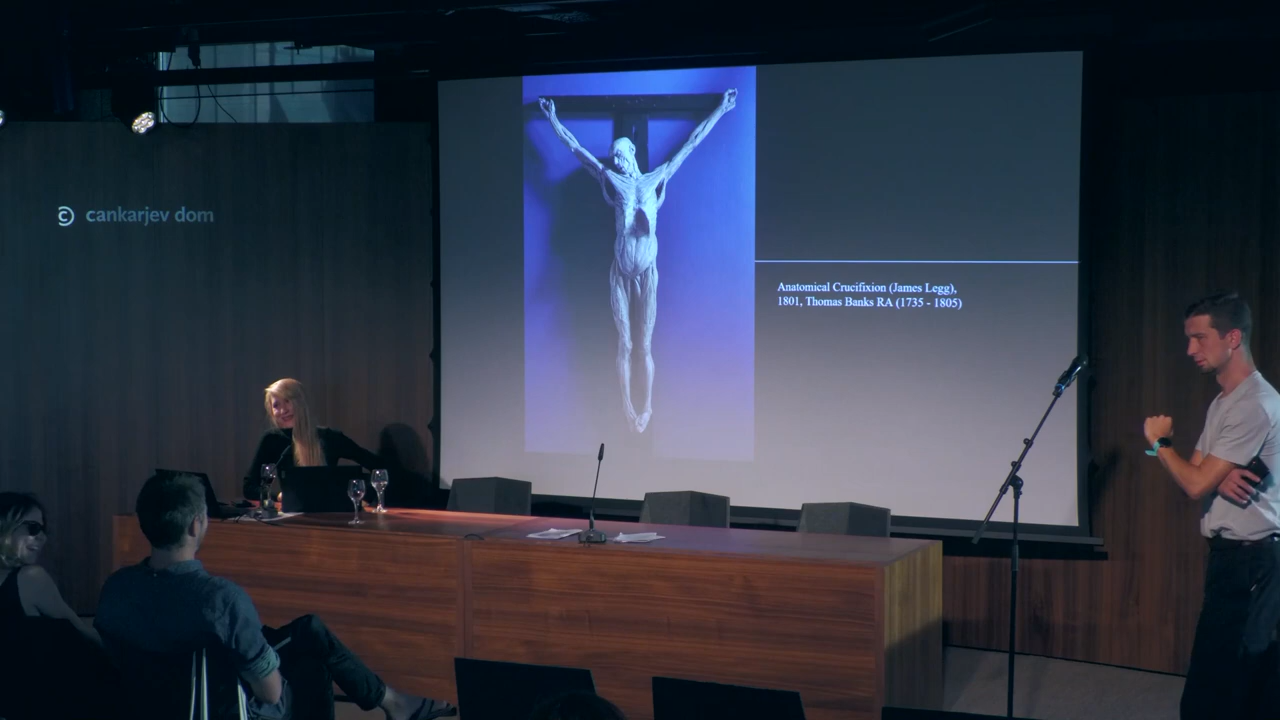 cankarjev dom
Anatomical Crucifixion (James Legg),
1801, Thomas Banks RA (1735 - 1805)